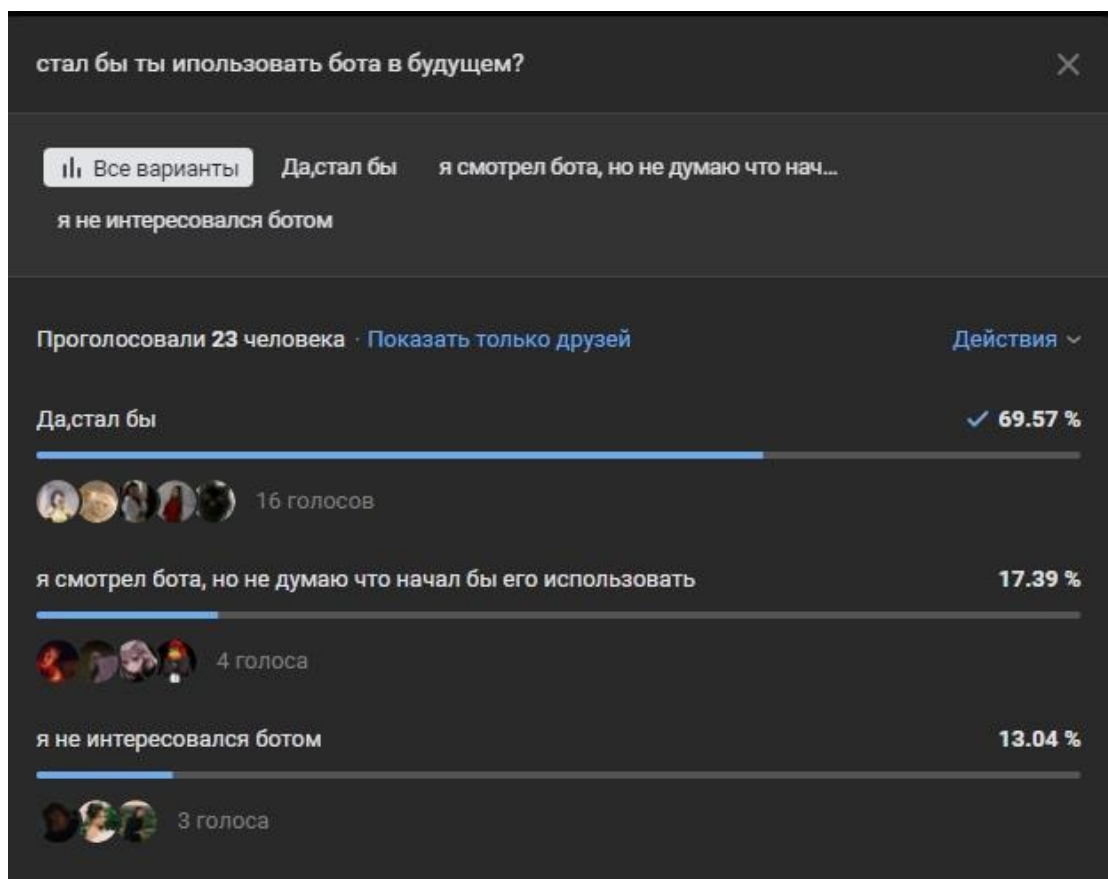 стал бы ты ипользовать бота в будущем?
Все варианты Да,стал бы я смотрел бота, но не думаю что нач...
я не интересовался ботом
Проголосовали 23 человека · Показать только друзей Действия
Да,стал бы 69.57 %
16 голосов
я смотрел бота, но не думаю что начал бы его использовать 17.39 %
4 голоса
я не интересовался ботом 13.04 %
3 голоса